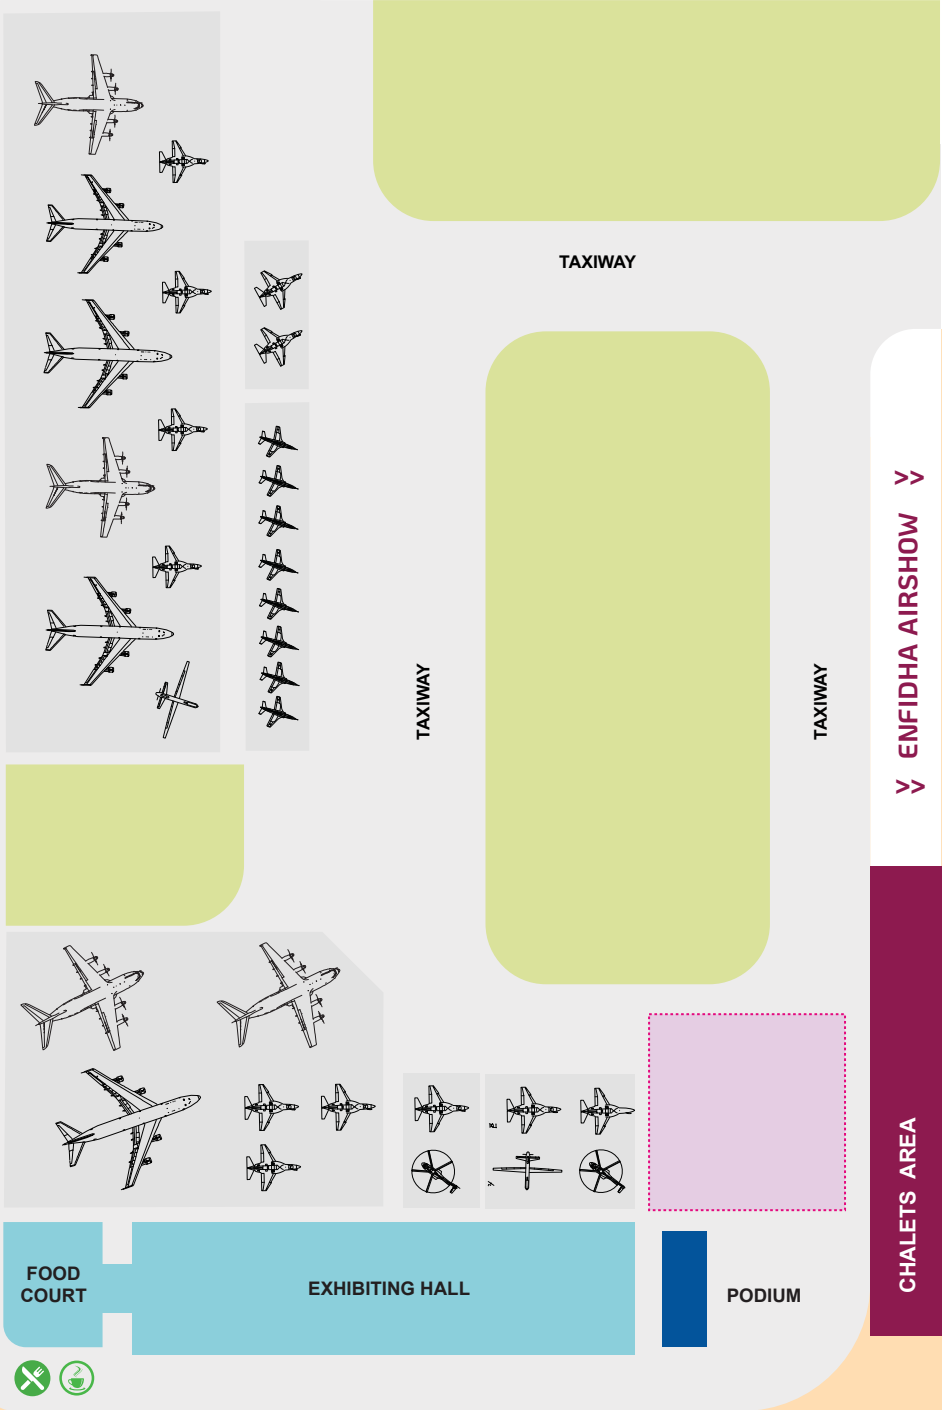 TAXIWAY
>> ENFIDHA AIRSHOW >>
TAXIWAY
TAXIWAY
CHALETS AREA
FOOD
COURT
EXHIBITING HALL
PODIUM